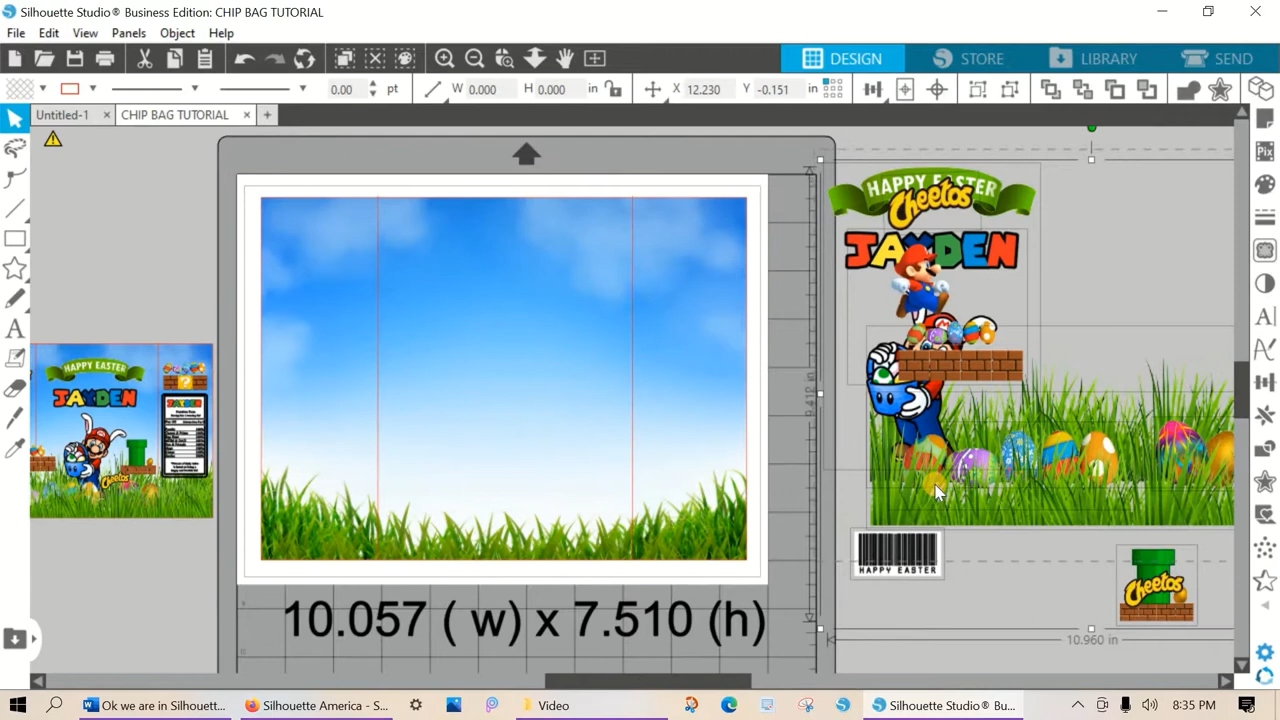 Silhouette Studio® Business Edition: CHIP BAG TUTORIAL
File Edit View Panels Object Help
DESIGN STORE LIBRARY SEND
0.00 pt W 0.000 H 0.000 in X 12.230 Y -0.151 in
Untitled-1 × CHIP BAG TUTORIAL × +
Pix
HAPPY EASTER
Cheetos
JAYDEN
HAPPY EASTER
JAYDEN
JAYDEN
Cheetos
HAPPY EASTER
Cheetos
10.057 ( w) x 7.510 (h)
10.960 in
Ok we are in Silhouett... Silhouette America - S... Video Silhouette Studio® Bu... 8:35 PM